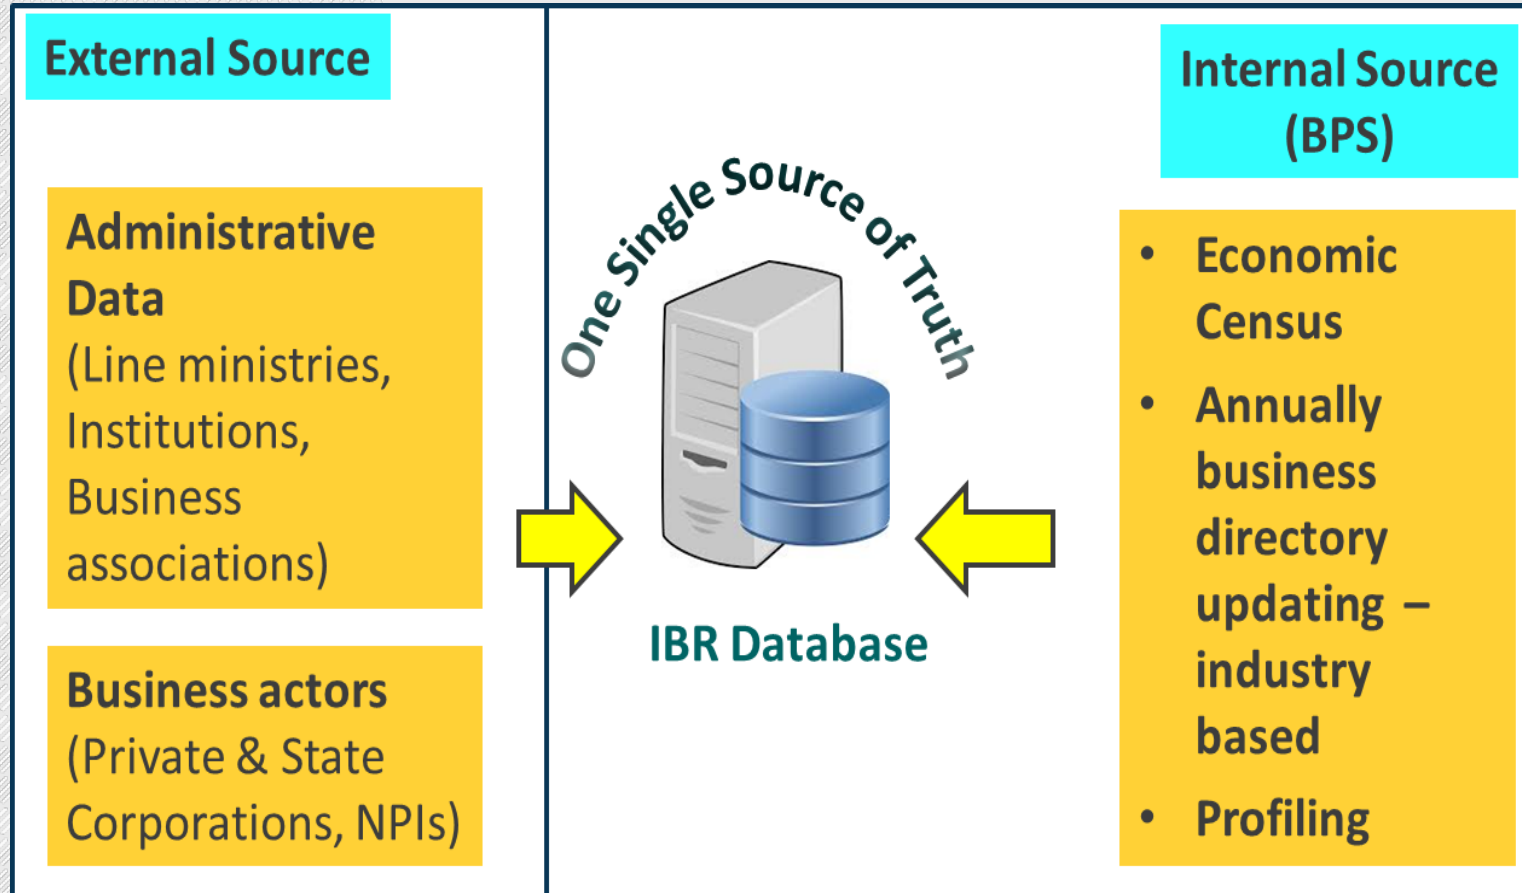 External Source
Administrative
Data
(Line ministries,
Institutions,
Business
associations)
Business actors
(Private & State
Corporations, NPIs)
One Single Source of Truth
IBR Database
Internal Source
(BPS)
• Economic
Census
• Annually
business
directory
updating –
industry
based
• Profiling